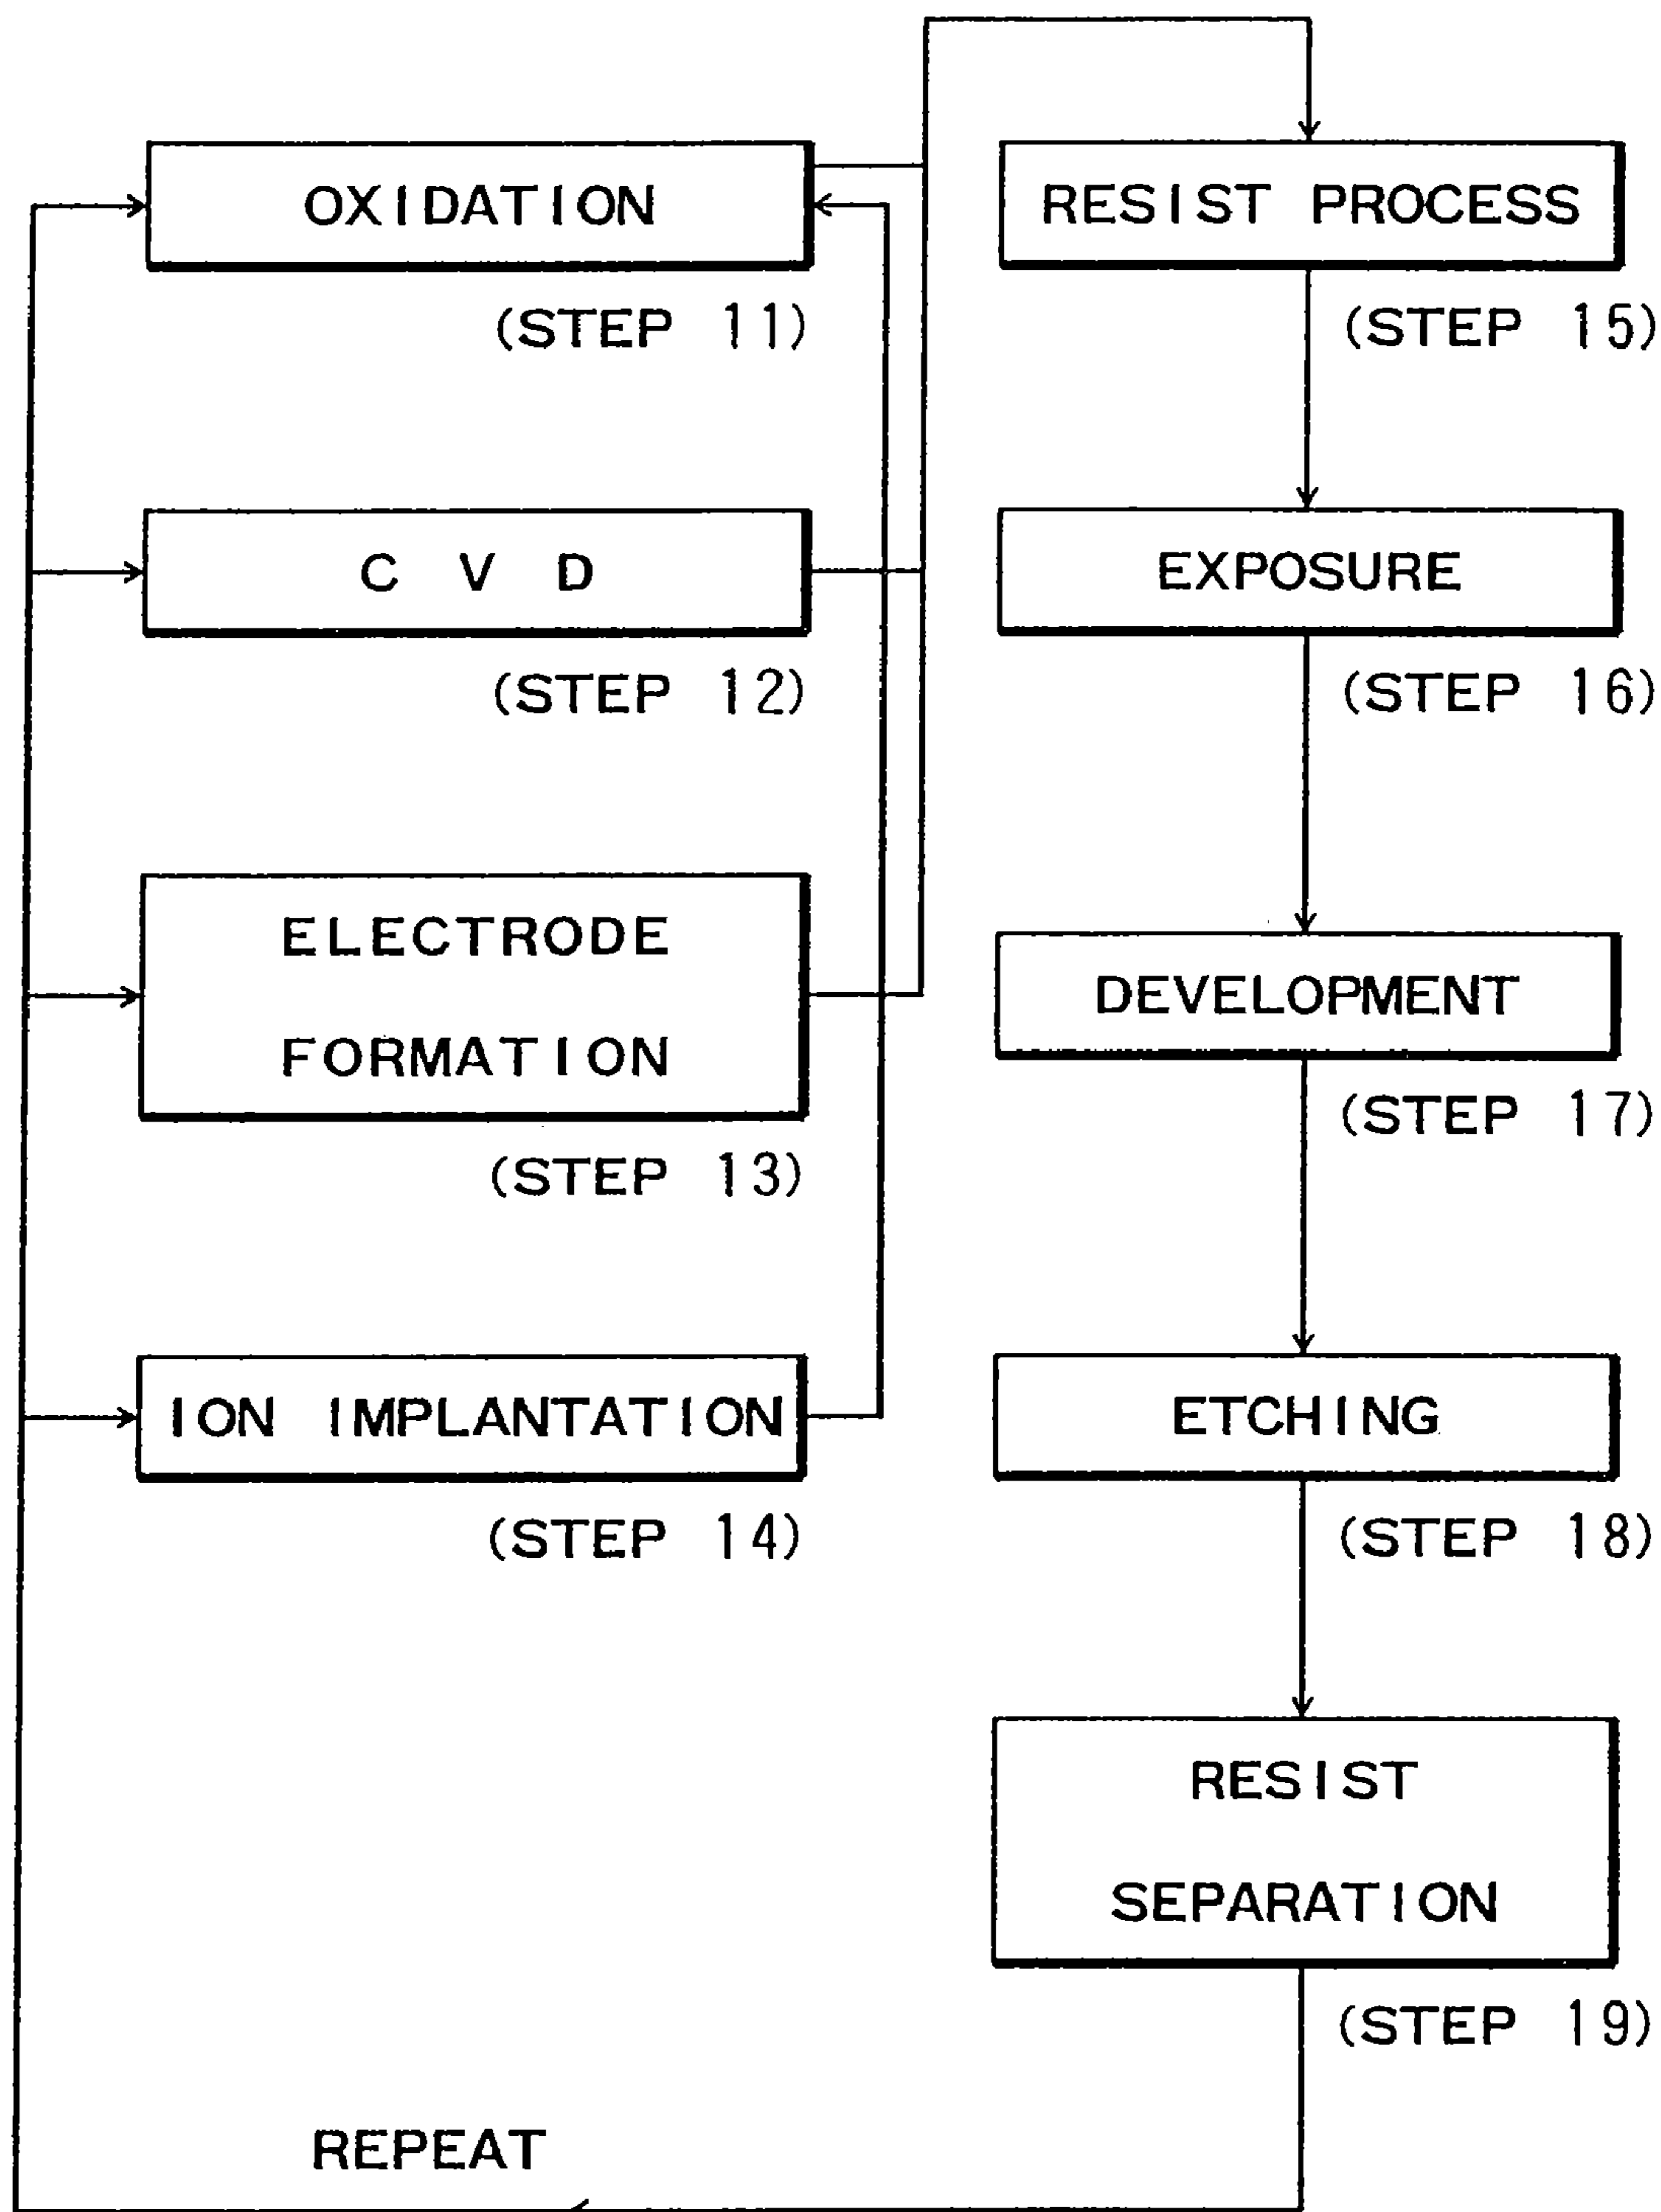 OXIDATION
(STEP 11)
C V D
(STEP 12)
ELECTRODE
FORMATION
(STEP 13)
ION IMPLANTATION
(STEP 14)
RESIST PROCESS
(STEP 15)
EXPOSURE
(STEP 16)
DEVELOPMENT
(STEP 17)
ETCHING
(STEP 18)
RESIST
SEPARATION
(STEP 19)
REPEAT